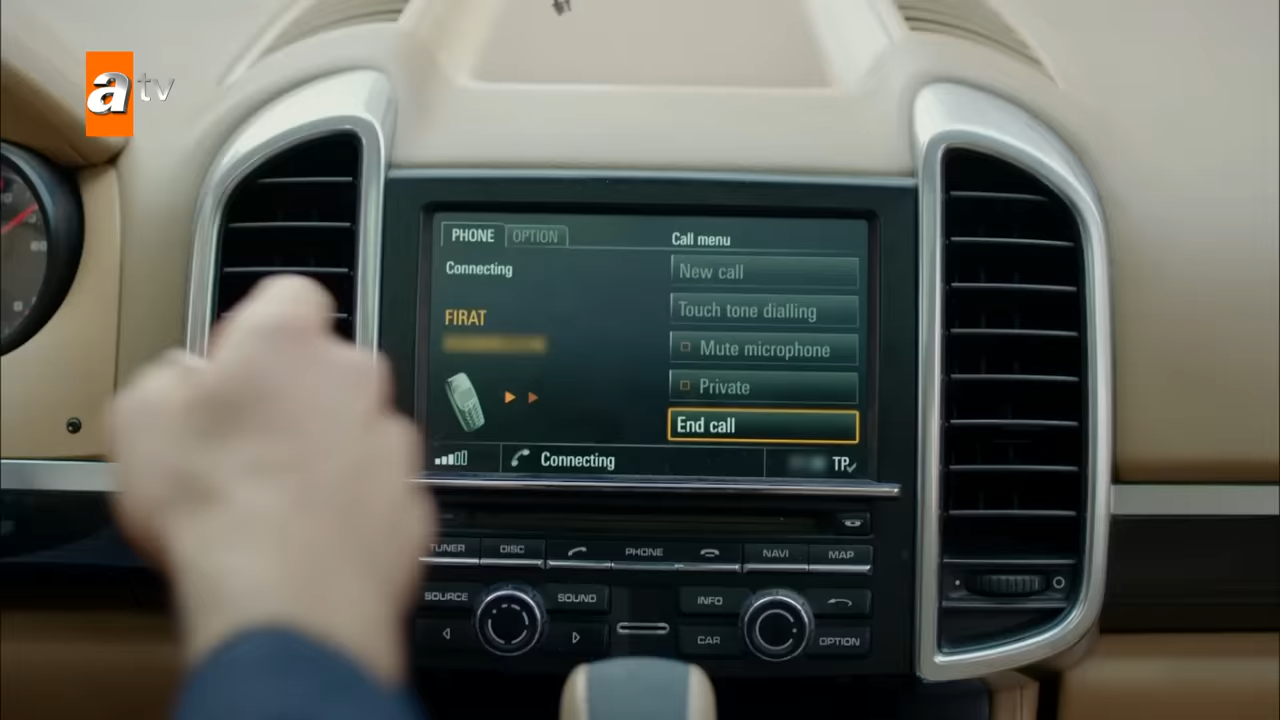 a tv
PHONE OPTION
Call menu
Connecting
New call
FIRAT
Touch tone dialling
Mute microphone
Private
End call
Connecting
TP
TUNER DISC PHONE NAVI MAP
SOURCE SOUND INFO
CAR OPTION